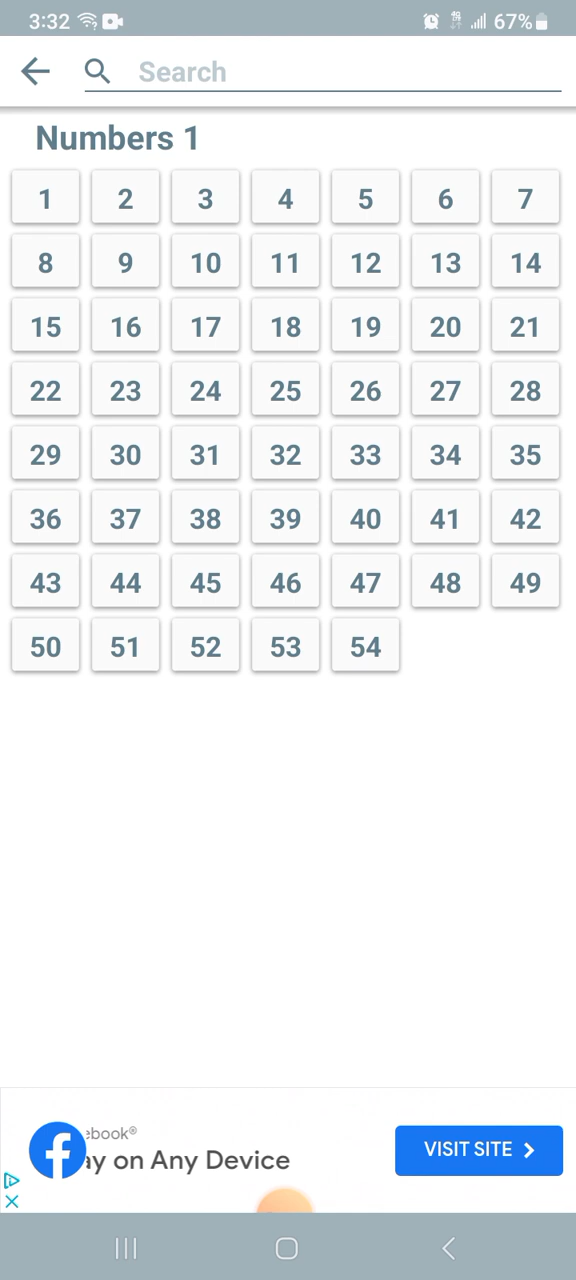 3:32 67%
Search
Numbers 1
1 2 3 4 5 6 7
8 9 10 11 12 13 14
15 16 17 18 19 20 21
22 23 24 25 26 27 28
29 30 31 32 33 34 35
36 37 38 39 40 41 42
43 44 45 46 47 48 49
50 51 52 53 54
ebook®
ay on Any Device
VISIT SITE